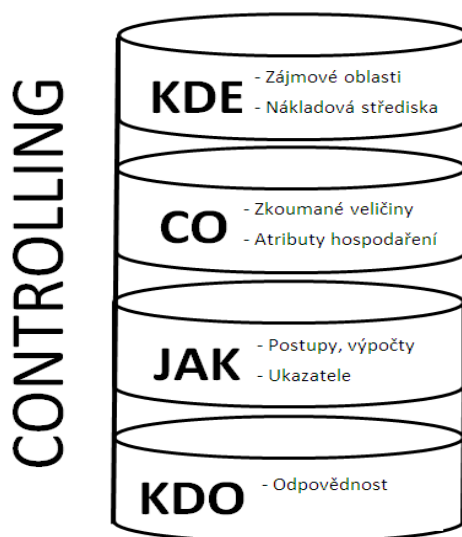 CONTROLLING
KDE
- Zájmové oblasti
- Nákladová střediska
CO
- Zkoumané veličiny
- Atributy hospodaření
JAK
- Postupy, výpočty
- Ukazatele
KDO
- Odpovědnost